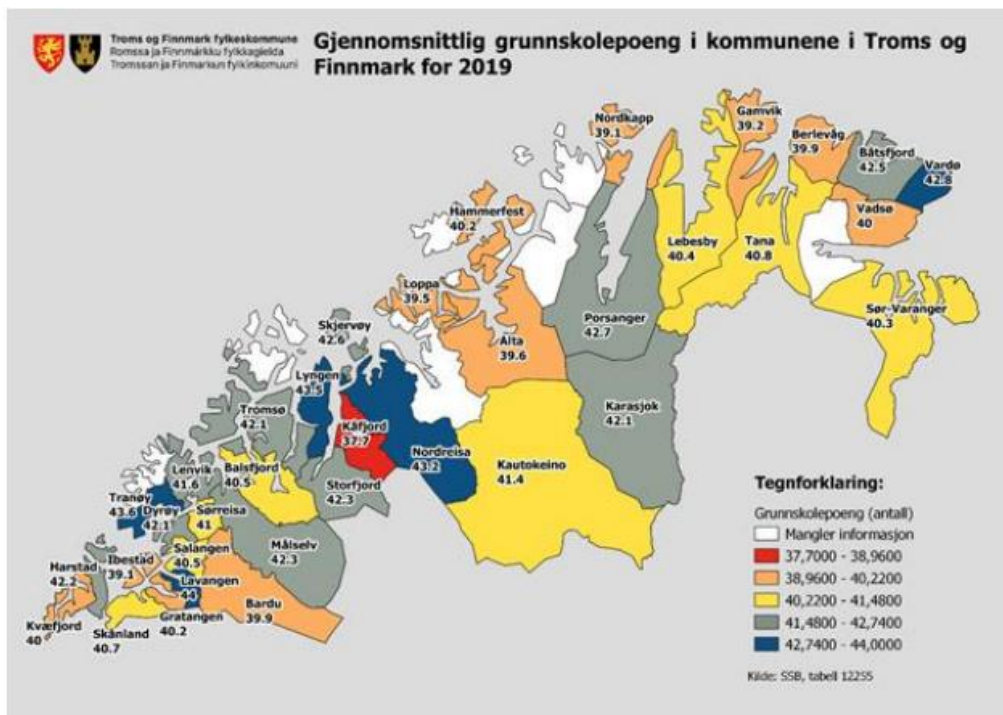 Troms og Finnmark fylkeskommune
Romssa ja Finnmárkku fylkkagielda
Tromssan ja Finmarkun fylkinkomuuni
Gjennomsnittlig grunnskolepoeng i kommunene i Troms og
Finnmark for 2019
Nordkapp
39.1
Gamvik
39.2
Berlevåg
39.9
Båtsfjord
42.5
Vardø
42.8
Hammerfest
40.2
Vadsø
40
Lebesby
40.4
Tana
40.8
Loppa
39.5
Sør-Varanger
40.3
Skjervøy
42.6
Porsanger
42.7
Alta
39.6
Lyngen
43.5
Tromsø
42.1
Karasjok
42.1
Kåfjord
37.7
Nordreisa
43.2
Kautokeino
41.4
Lenvik
41.6
Balsfjord
40.5
Storfjord
42.3
Tranøy
43.6
Dyrøy
42.1
Sørreisa
41
Målselv
42.3
Salangen
40.5
Ibestad
39.1
Harstad
42.2
Lavangen
44
Bardu
39.9
Gratangen
40.2
Kvæfjord
40
Skånland
40.7
Tegnforklaring:
Grunnskolepoeng (antall)
Mangler informasjon
37,7000 - 38,9600
38,9600 - 40,2200
40,2200 - 41,4800
41,4800 - 42,7400
42,7400 - 44,0000
Kilde: SSB, tabell 12255